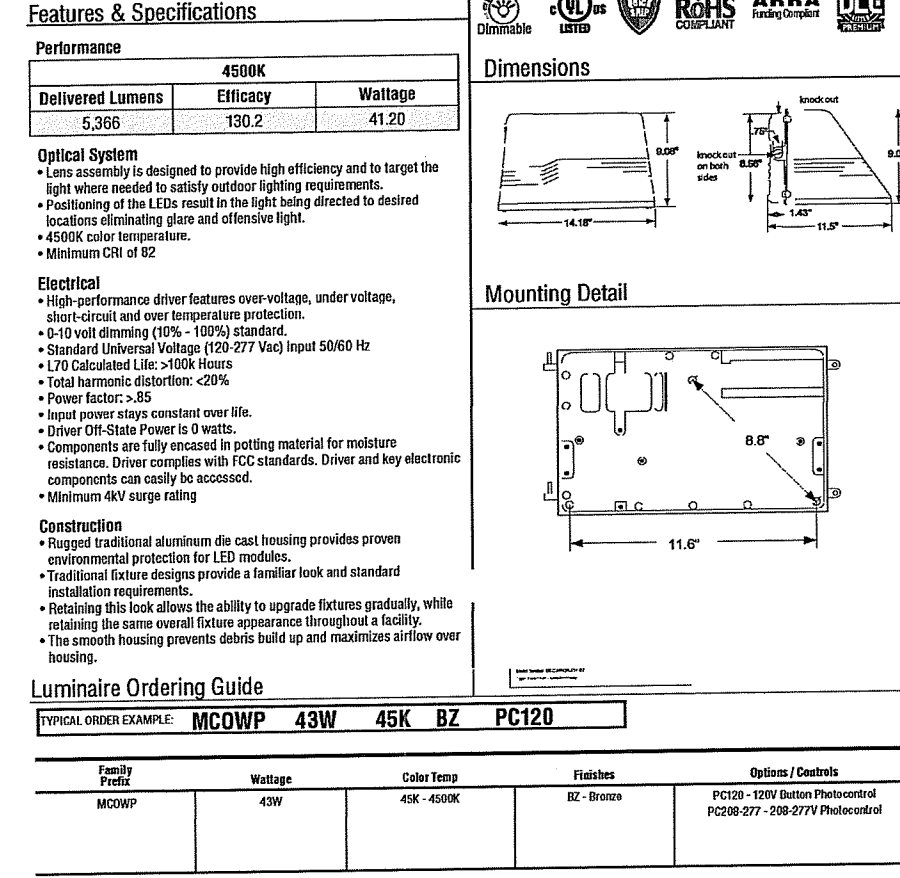 Features & Specifications
Performance
4500K
Delivered Lumens Efficacy Wattage
5,366 130.2 41.20
Optical System
• Lens assembly is designed to provide high efficiency and to target the
light where needed to satisfy outdoor lighting requirements.
• Positioning of the LEDs result in the light being directed to desired
locations eliminating glare and offensive light.
• 4500K color temperature.
• Minimum CRI of 82
Electrical
• High-performance driver features over-voltage, under voltage,
short-circuit and over temperature protection.
• 0-10 volt dimming (10% - 100%) standard.
• Standard Universal Voltage (120-277 Vac) Input 50/60 Hz
• L70 Calculated Life: >100k Hours
• Total harmonic distortion: <20%
• Power factor: >.85
• Input power stays constant over life.
• Driver Off-State Power is 0 watts.
• Components are fully encased in potting material for moisture
resistance. Driver complies with FCC standards. Driver and key electronic
components can easily be accessed.
• Minimum 4kV surge rating
Construction
• Rugged traditional aluminum die cast housing provides proven
environmental protection for LED modules.
• Traditional fixture designs provide a familiar look and standard
installation requirements.
• Retaining this look allows the ability to upgrade fixtures gradually, while
retaining the same overall fixture appearance throughout a facility.
• The smooth housing prevents debris build up and maximizes airflow over
housing.
Dimmable
c UL US
LISTED
RoHS
COMPLIANT
ARRA
Funding Compliant
DLC
PREMIUM
Dimensions
9.08"
14.18"
knockout
.75"
knockout
on both
sides
1.43"
11.5"
9.0
Mounting Detail
8.8"
11.6"
Luminaire Ordering Guide
TYPICAL ORDER EXAMPLE: MCOWP 43W 45K BZ PC120
Family
Prefix Wattage Color Temp Finishes Options / Controls
MCOWP 43W 45K - 4500K BZ - Bronze PC120 - 120V Button Photocontrol
PC208-277 - 208-277V Photocontrol